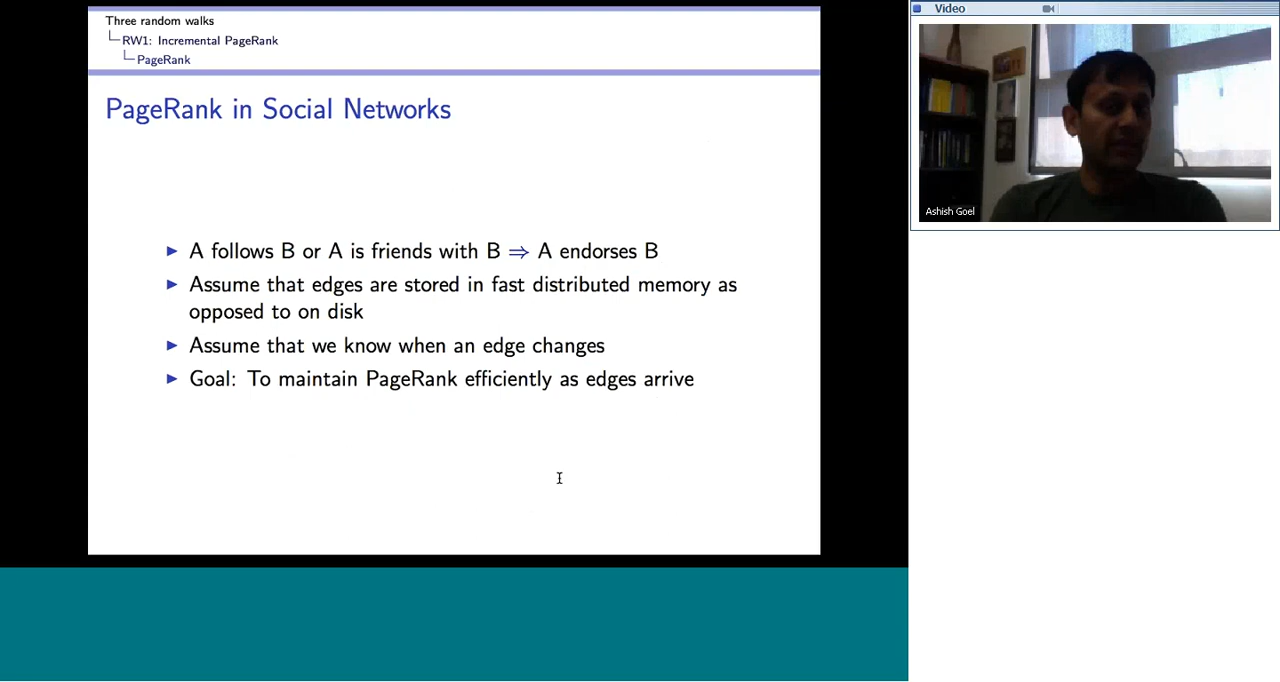 Three random walks
RW1: Incremental PageRank
PageRank
PageRank in Social Networks
A follows B or A is friends with B ⇒ A endorses B
Assume that edges are stored in fast distributed memory as
opposed to on disk
Assume that we know when an edge changes
Goal: To maintain PageRank efficiently as edges arrive
Video
Ashish Goel